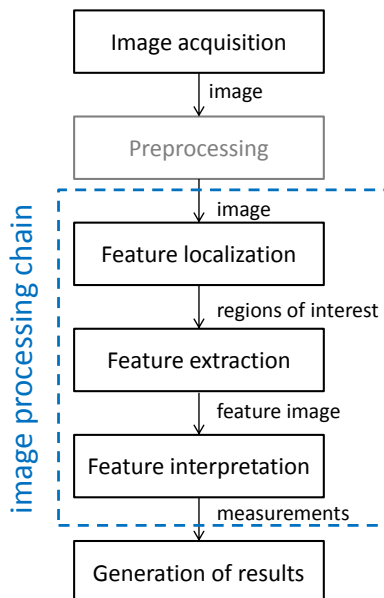 Image acquisition
image
Preprocessing
image
Feature localization
regions of interest
Feature extraction
feature image
Feature interpretation
measurements
Generation of results
image processing chain